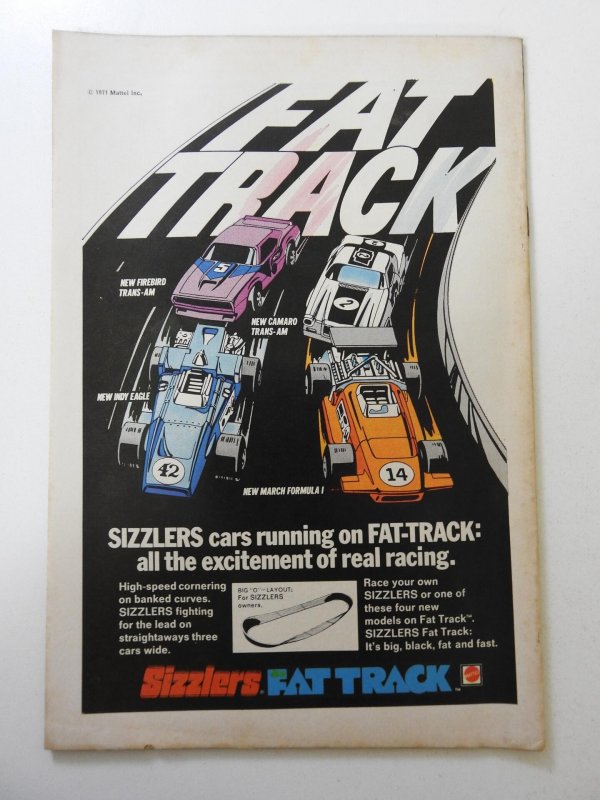 © 1971 Mattel Inc.
FAT
TRACK
5
2
2
NEW FIREBIRD
TRANS-AM
NEW CAMARO
TRANS-AM
NEW INDY EAGLE
42
14
NEW MARCH FORMULA I
SIZZLERS cars running on FAT-TRACK:
all the excitement of real racing.
High-speed cornering
on banked curves.
SIZZLERS fighting
for the lead on
straightaways three
cars wide.
BIG "O"—LAYOUT:
For SIZZLERS
owners.
Race your own
SIZZLERS or one of
these four new
models on Fat Track™.
SIZZLERS Fat Track:
It's big, black, fat and fast.
Sizzlers® FAT TRACK™